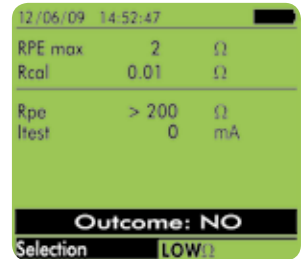 12/06/09 14:52:47
RPE max 2 Ω
Rcal 0.01 Ω
Rpe > 200 Ω
Itest 0 mA
Outcome: NO
Selection LOWΩ